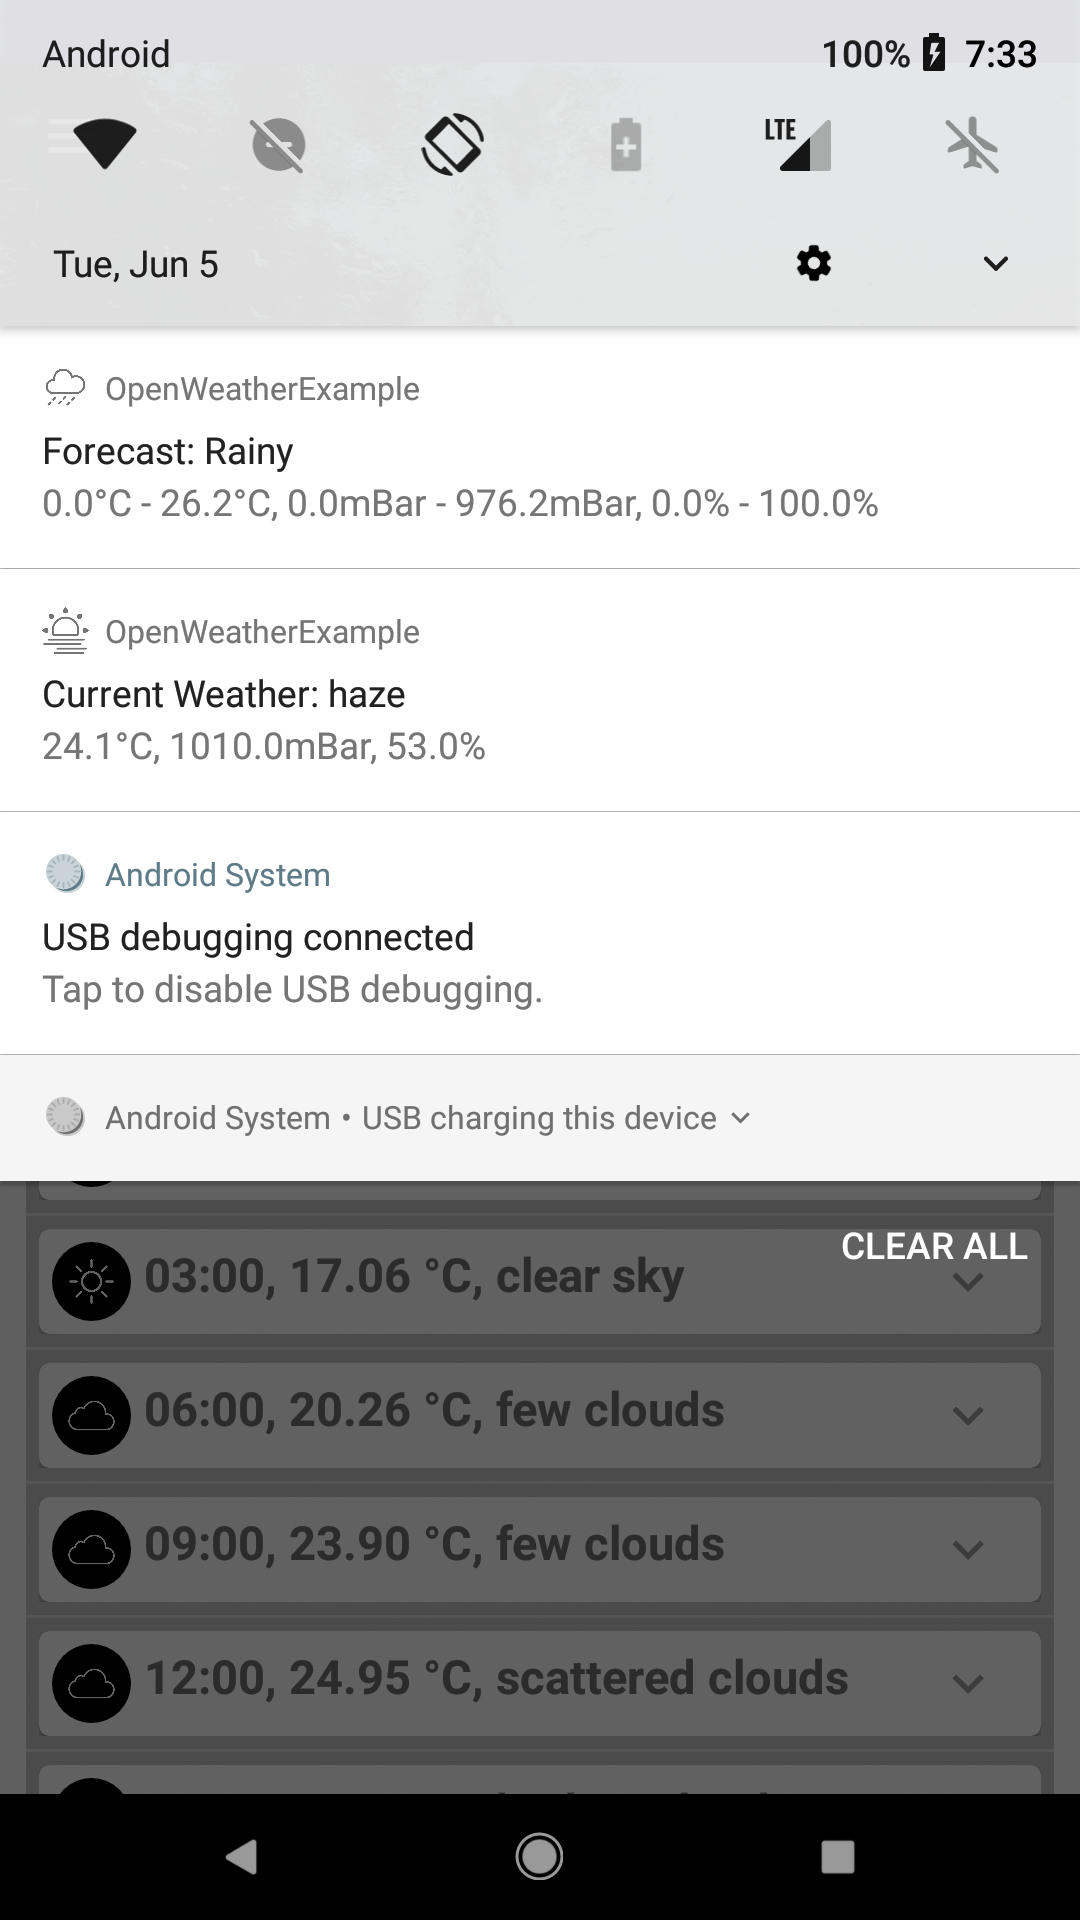 Android 100% 7:33
LTE
Tue, Jun 5
OpenWeatherExample
Forecast: Rainy
0.0°C - 26.2°C, 0.0mBar - 976.2mBar, 0.0% - 100.0%
OpenWeatherExample
Current Weather: haze
24.1°C, 1010.0mBar, 53.0%
Android System
USB debugging connected
Tap to disable USB debugging.
Android System • USB charging this device
CLEAR ALL
03:00, 17.06 °C, clear sky
06:00, 20.26 °C, few clouds
09:00, 23.90 °C, few clouds
12:00, 24.95 °C, scattered clouds